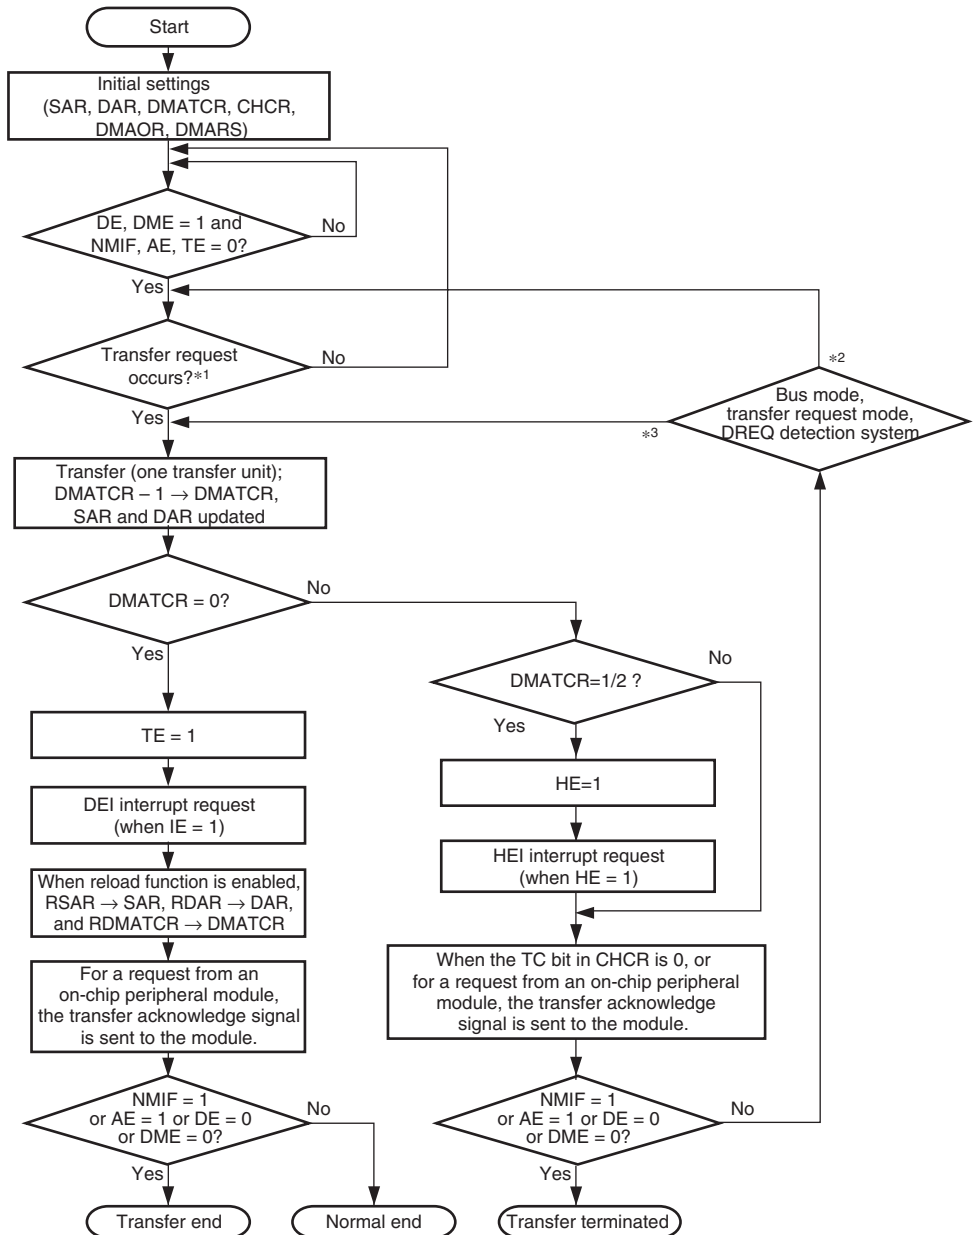 Start
Initial settings
(SAR, DAR, DMATCR, CHCR,
DMAOR, DMARS)
DE, DME = 1 and
NMIF, AE, TE = 0?
No
Yes
Transfer request
occurs?*1
No
Yes
*2
Bus mode,
transfer request mode,
DREQ detection system
*3
Transfer (one transfer unit);
DMATCR – 1 → DMATCR,
SAR and DAR updated
DMATCR = 0?
No
Yes
DMATCR=1/2 ?
No
Yes
TE = 1
HE=1
DEI interrupt request
(when IE = 1)
HEI interrupt request
(when HE = 1)
When reload function is enabled,
RSAR → SAR, RDAR → DAR,
and RDMATCR → DMATCR
For a request from an
on-chip peripheral module,
the transfer acknowledge signal
is sent to the module.
When the TC bit in CHCR is 0, or
for a request from an on-chip peripheral
module, the transfer acknowledge
signal is sent to the module.
NMIF = 1
or AE = 1 or DE = 0
or DME = 0?
No
Yes
NMIF = 1
or AE = 1 or DE = 0
or DME = 0?
No
Yes
Transfer end
Normal end
Transfer terminated